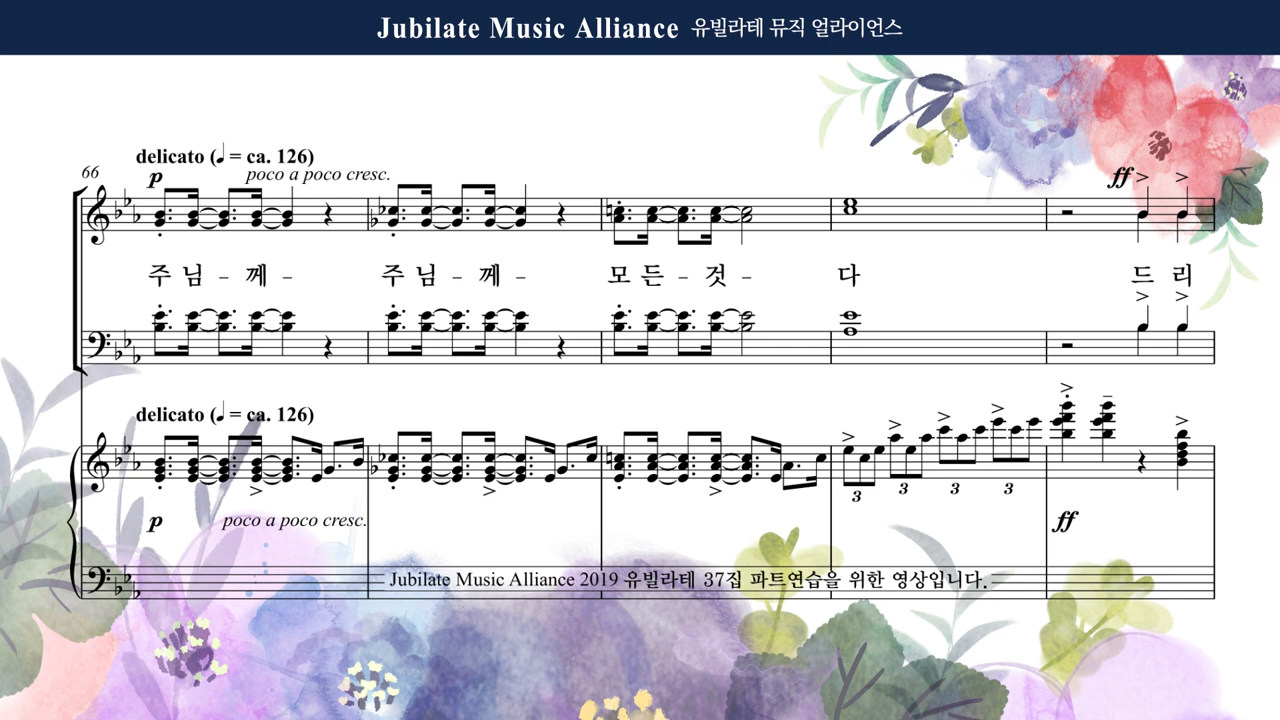 Jubilate Music Alliance 유빌라테 뮤직 얼라이언스
delicato (♩ = ca. 126)
66
p poco a poco cresc. ff
주 님 - 께 - 주 님 - 께 - 모 든 - 것 - 다 드 리
delicato (♩ = ca. 126)
3 3 3 3
p poco a poco cresc. ff
Jubilate Music Alliance 2019 유빌라테 37집 파트연습을 위한 영상입니다.